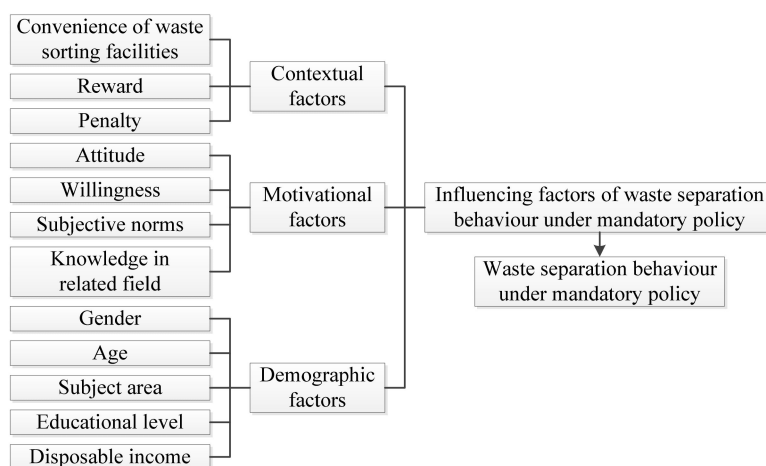 Convenience of waste
sorting facilities
Reward
Penalty
Attitude
Willingness
Subjective norms
Knowledge in
related field
Gender
Age
Subject area
Educational level
Disposable income
Contextual
factors
Motivational
factors
Demographic
factors
Influencing factors of waste separation
behaviour under mandatory policy
Waste separation behaviour
under mandatory policy